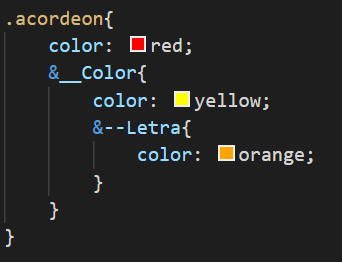 .acordeon{
    color: red;
    &__Color{
        color: yellow;
        &--Letra{
            color: orange;
        }
    }
}